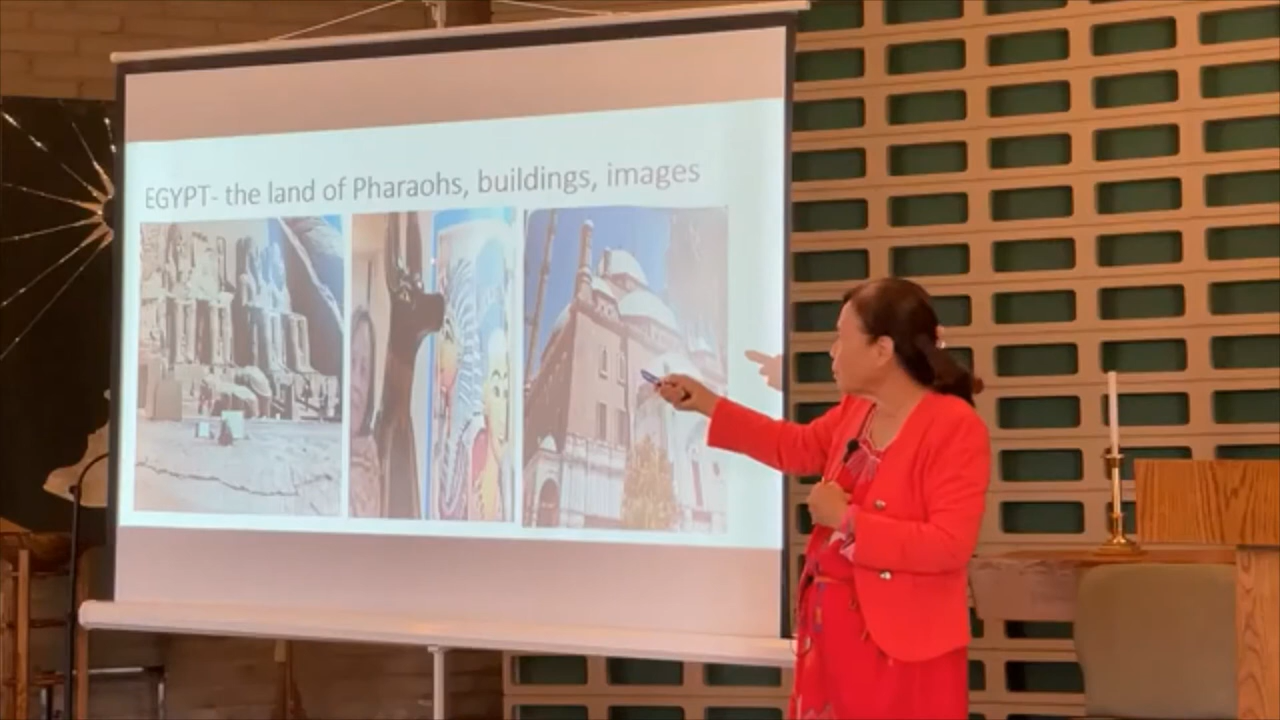 EGYPT- the land of Pharaohs, buildings, images